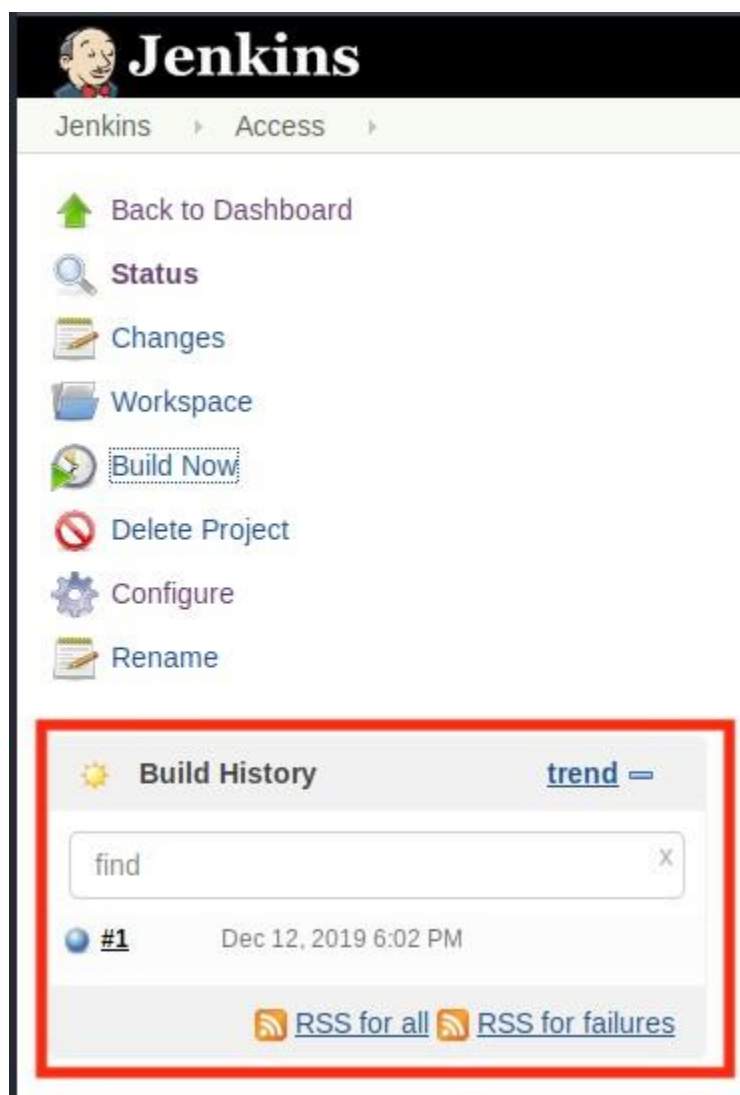 Jenkins
Jenkins Access
Back to Dashboard
Status
Changes
Workspace
Build Now
Delete Project
Configure
Rename
Build History trend
find x
#1 Dec 12, 2019 6:02 PM
RSS for all RSS for failures